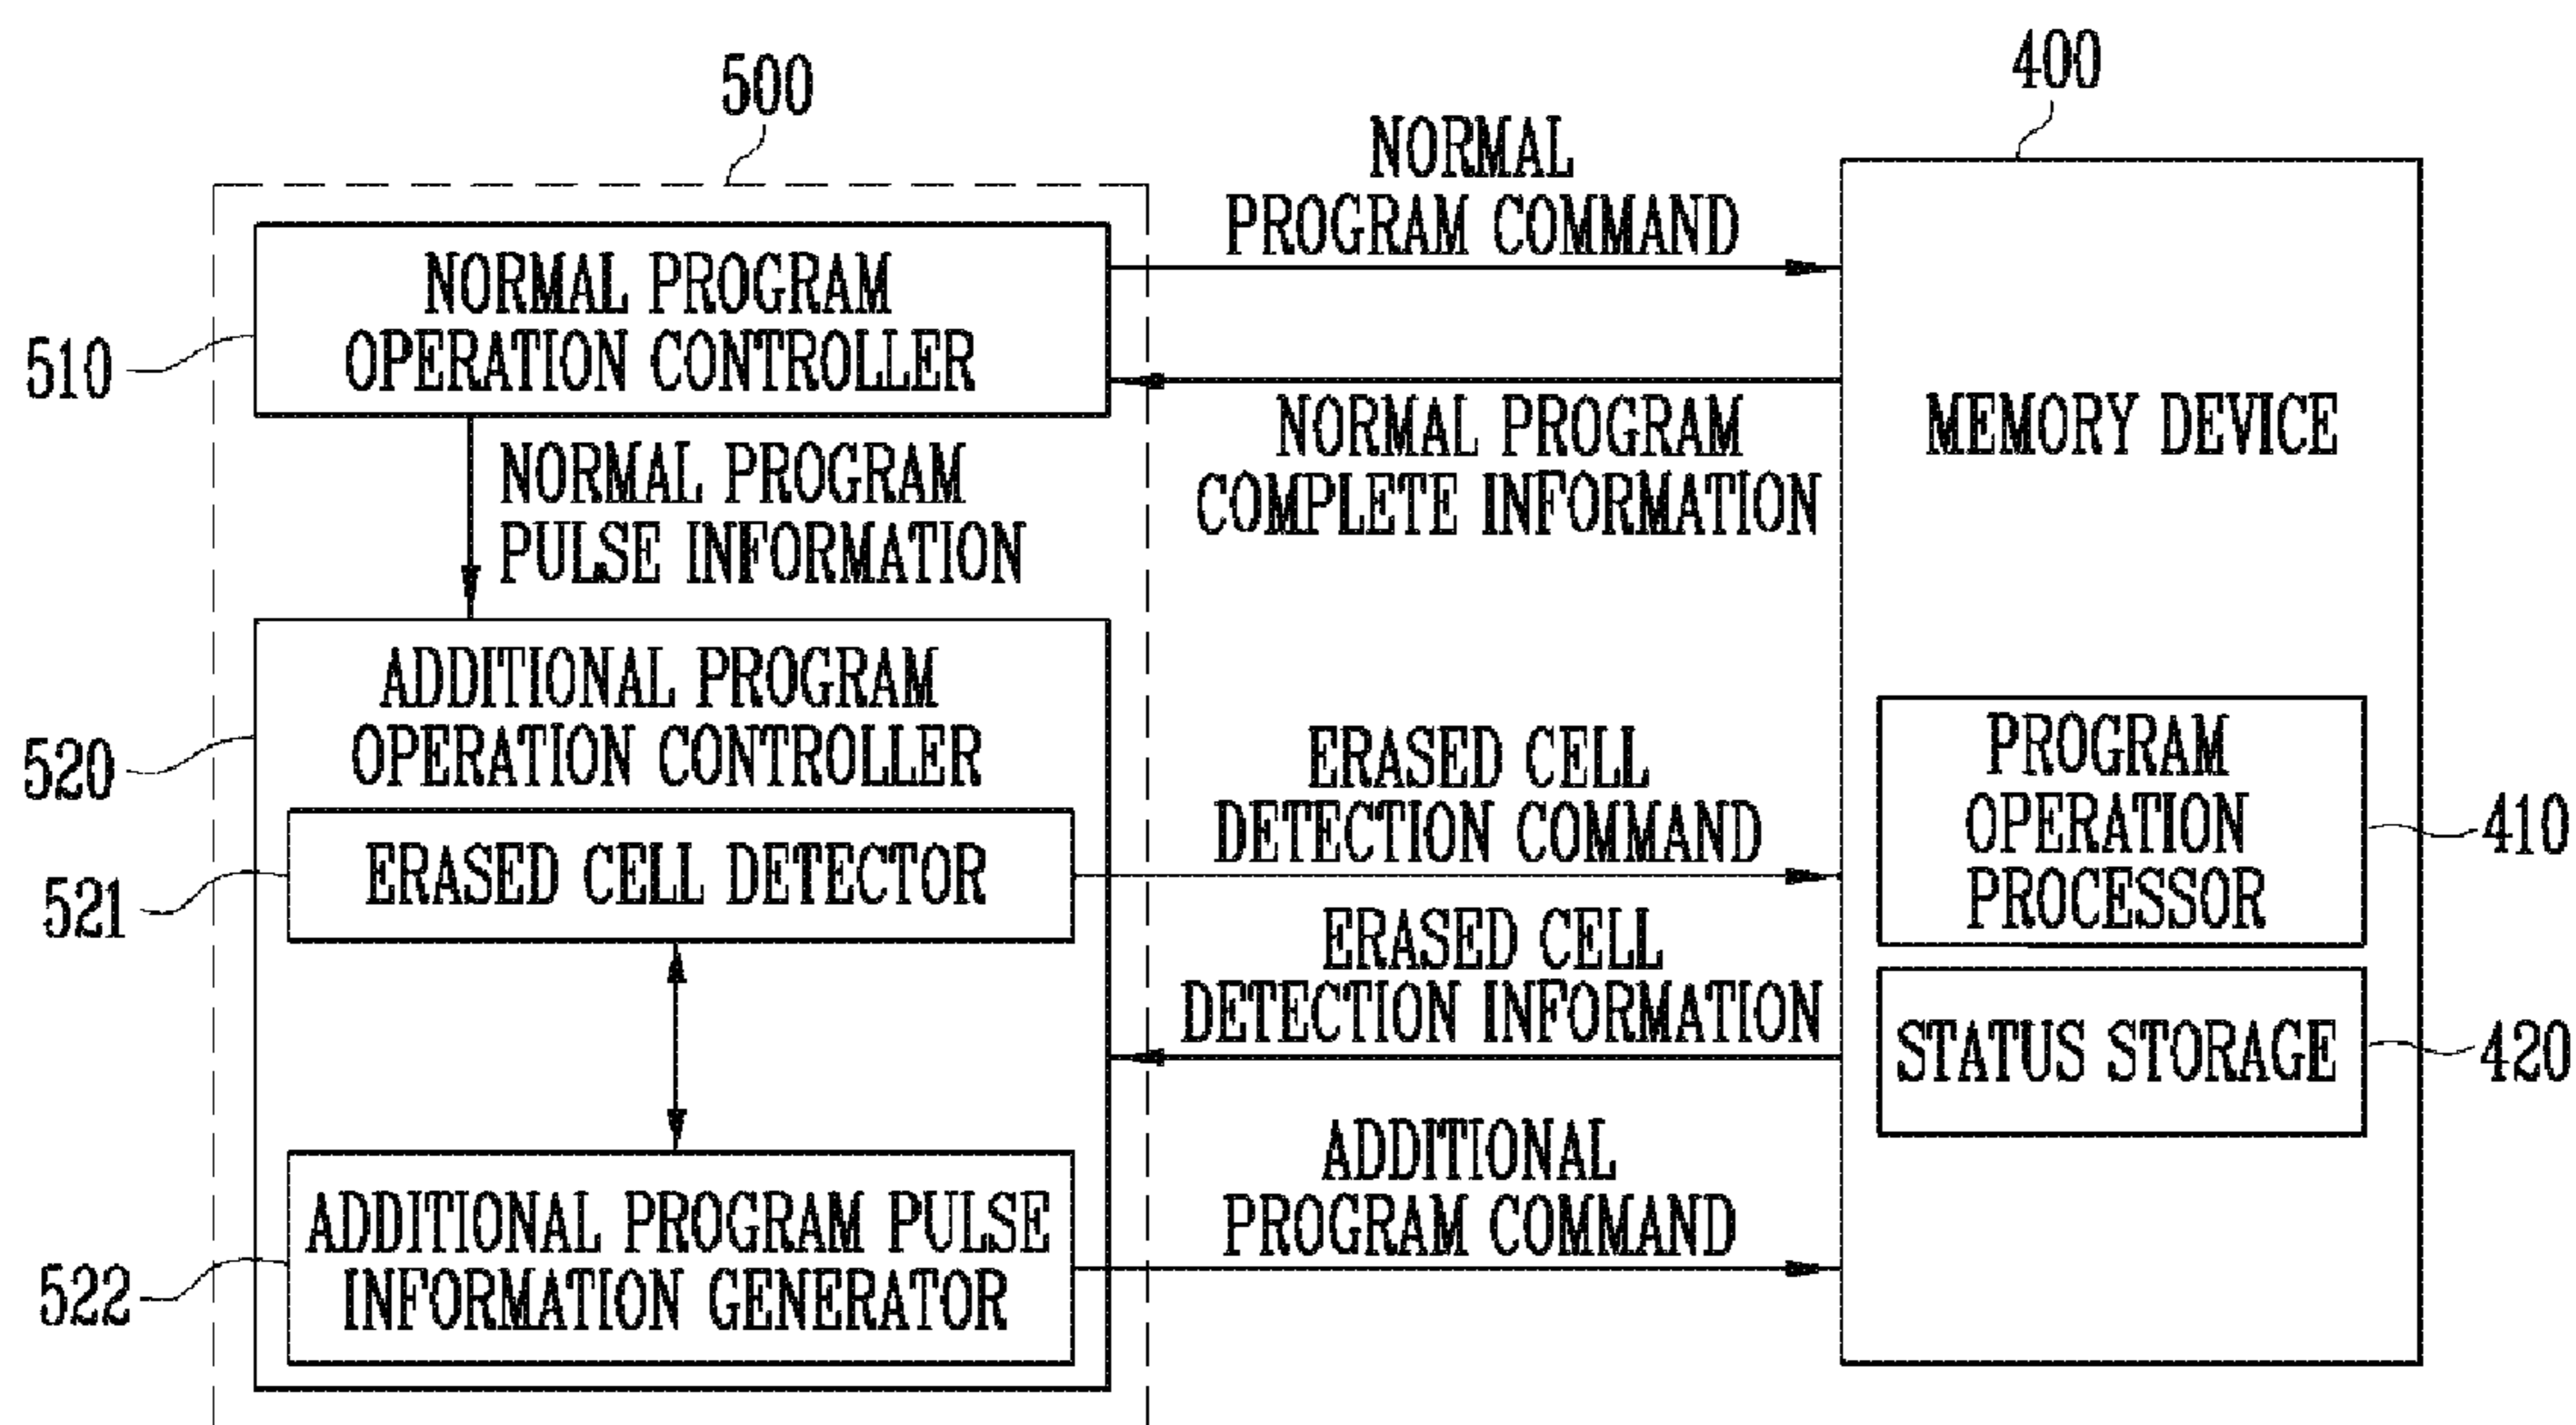 500
400
NORMAL
PROGRAM COMMAND
NORMAL PROGRAM
OPERATION CONTROLLER
510
NORMAL PROGRAM
COMPLETE INFORMATION
MEMORY DEVICE
NORMAL PROGRAM
PULSE INFORMATION
ADDITIONAL PROGRAM
OPERATION CONTROLLER
520
ERASED CELL
DETECTION COMMAND
PROGRAM
OPERATION
PROCESSOR
410
ERASED CELL DETECTOR
521
ERASED CELL
DETECTION INFORMATION
STATUS STORAGE
420
ADDITIONAL
PROGRAM COMMAND
ADDITIONAL PROGRAM PULSE
INFORMATION GENERATOR
522